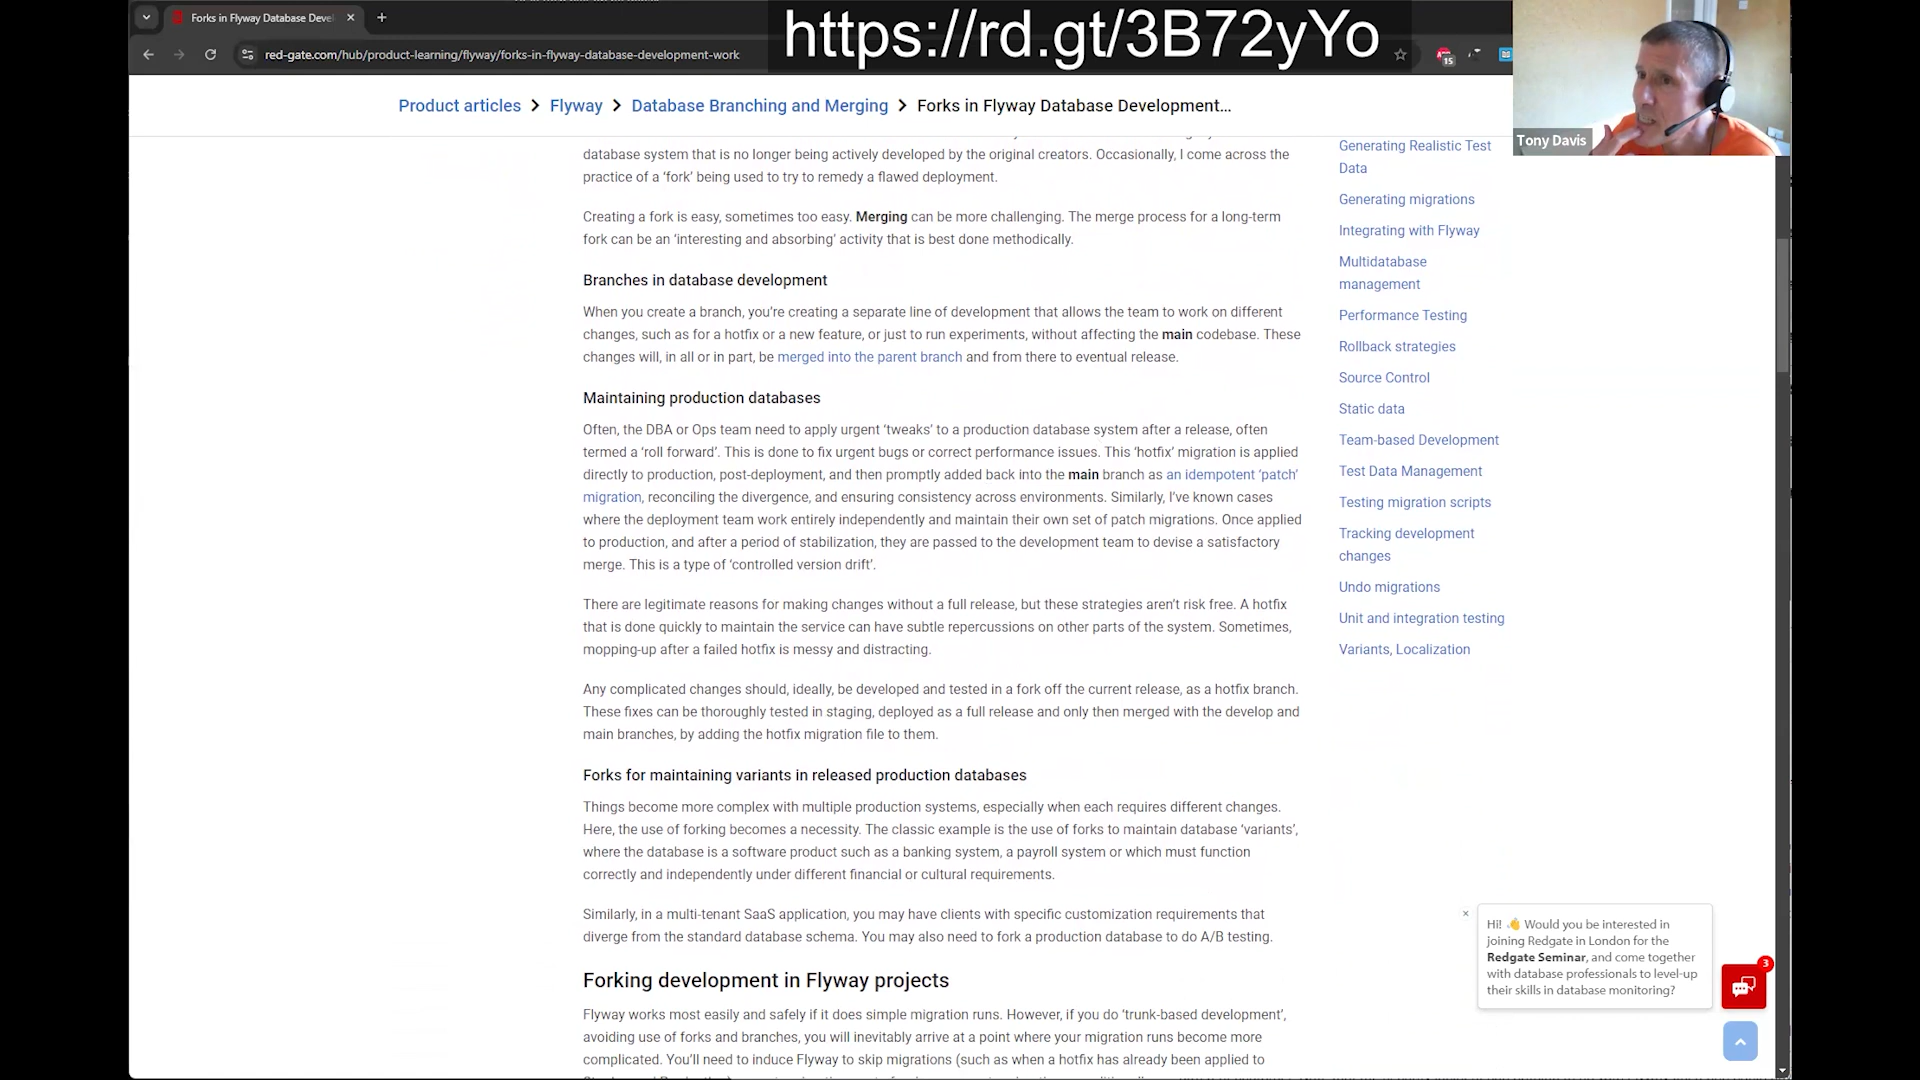 Forks in Flyway Database Deve
https://rd.gt/3B72yYo
red-gate.com/hub/product-learning/flyway/forks-in-flyway-database-development-work
15
Tony Davis
Product articles
Flyway
Database Branching and Merging
Forks in Flyway Database Development...
database system that is no longer being actively developed by the original creators. Occasionally, I come across the
practice of a ‘fork’ being used to try to remedy a flawed deployment.
Creating a fork is easy, sometimes too easy. Merging can be more challenging. The merge process for a long-term
fork can be an ‘interesting and absorbing’ activity that is best done methodically.
Branches in database development
When you create a branch, you’re creating a separate line of development that allows the team to work on different
changes, such as for a hotfix or a new feature, or just to run experiments, without affecting the main codebase. These
changes will, in all or in part, be merged into the parent branch and from there to eventual release.
Maintaining production databases
Often, the DBA or Ops team need to apply urgent ‘tweaks’ to a production database system after a release, often
termed a ‘roll forward’. This is done to fix urgent bugs or correct performance issues. This ‘hotfix’ migration is applied
directly to production, post-deployment, and then promptly added back into the main branch as an idempotent ‘patch’
migration, reconciling the divergence, and ensuring consistency across environments. Similarly, I’ve known cases
where the deployment team work entirely independently and maintain their own set of patch migrations. Once applied
to production, and after a period of stabilization, they are passed to the development team to devise a satisfactory
merge. This is a type of ‘controlled version drift’.
There are legitimate reasons for making changes without a full release, but these strategies aren’t risk free. A hotfix
that is done quickly to maintain the service can have subtle repercussions on other parts of the system. Sometimes,
mopping-up after a failed hotfix is messy and distracting.
Any complicated changes should, ideally, be developed and tested in a fork off the current release, as a hotfix branch.
These fixes can be thoroughly tested in staging, deployed as a full release and only then merged with the develop and
main branches, by adding the hotfix migration file to them.
Forks for maintaining variants in released production databases
Things become more complex with multiple production systems, especially when each requires different changes.
Here, the use of forking becomes a necessity. The classic example is the use of forks to maintain database ‘variants’,
where the database is a software product such as a banking system, a payroll system or which must function
correctly and independently under different financial or cultural requirements.
Similarly, in a multi-tenant SaaS application, you may have clients with specific customization requirements that
diverge from the standard database schema. You may also need to fork a production database to do A/B testing.
Forking development in Flyway projects
Flyway works most easily and safely if it does simple migration runs. However, if you do ‘trunk-based development’,
avoiding use of forks and branches, you will inevitably arrive at a point where your migration runs become more
complicated. You’ll need to induce Flyway to skip migrations (such as when a hotfix has already been applied to
Generating Realistic Test
Data
Generating migrations
Integrating with Flyway
Multidatabase
management
Performance Testing
Rollback strategies
Source Control
Static data
Team-based Development
Test Data Management
Testing migration scripts
Tracking development
changes
Undo migrations
Unit and integration testing
Variants, Localization
Hi! 👋 Would you be interested in
joining Redgate in London for the
Redgate Seminar, and come together
with database professionals to level-up
their skills in database monitoring?
3